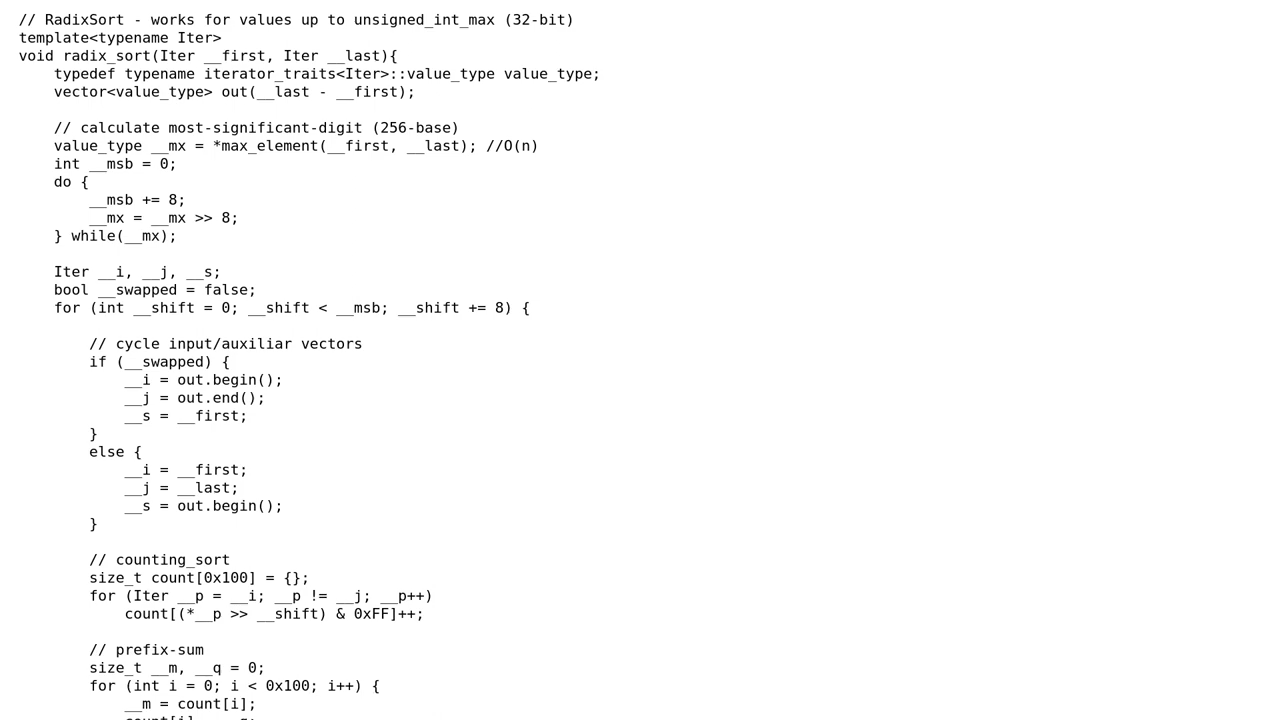 // RadixSort - works for values up to unsigned_int_max (32-bit)
template<typename Iter>
void radix_sort(Iter __first, Iter __last){
    typedef typename iterator_traits<Iter>::value_type value_type;
    vector<value_type> out(__last - __first);

    // calculate most-significant-digit (256-base)
    value_type __mx = *max_element(__first, __last); //O(n)
    int __msb = 0;
    do {
        __msb += 8;
        __mx = __mx >> 8;
    } while(__mx);

    Iter __i, __j, __s;
    bool __swapped = false;
    for (int __shift = 0; __shift < __msb; __shift += 8) {

        // cycle input/auxiliar vectors
        if (__swapped) {
            __i = out.begin();
            __j = out.end();
            __s = __first;
        }
        else {
            __i = __first;
            __j = __last;
            __s = out.begin();
        }

        // counting_sort
        size_t count[0x100] = {};
        for (Iter __p = __i; __p != __j; __p++)
            count[(*__p >> __shift) & 0xFF]++;

        // prefix-sum
        size_t __m, __q = 0;
        for (int i = 0; i < 0x100; i++) {
            __m = count[i];